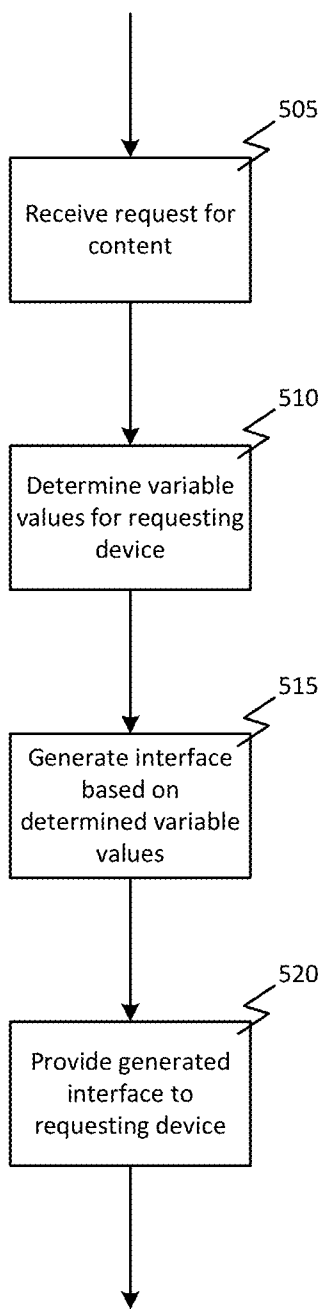 505
Receive request for
content
510
Determine variable
values for requesting
device
515
Generate interface
based on
determined variable
values
520
Provide generated
interface to
requesting device